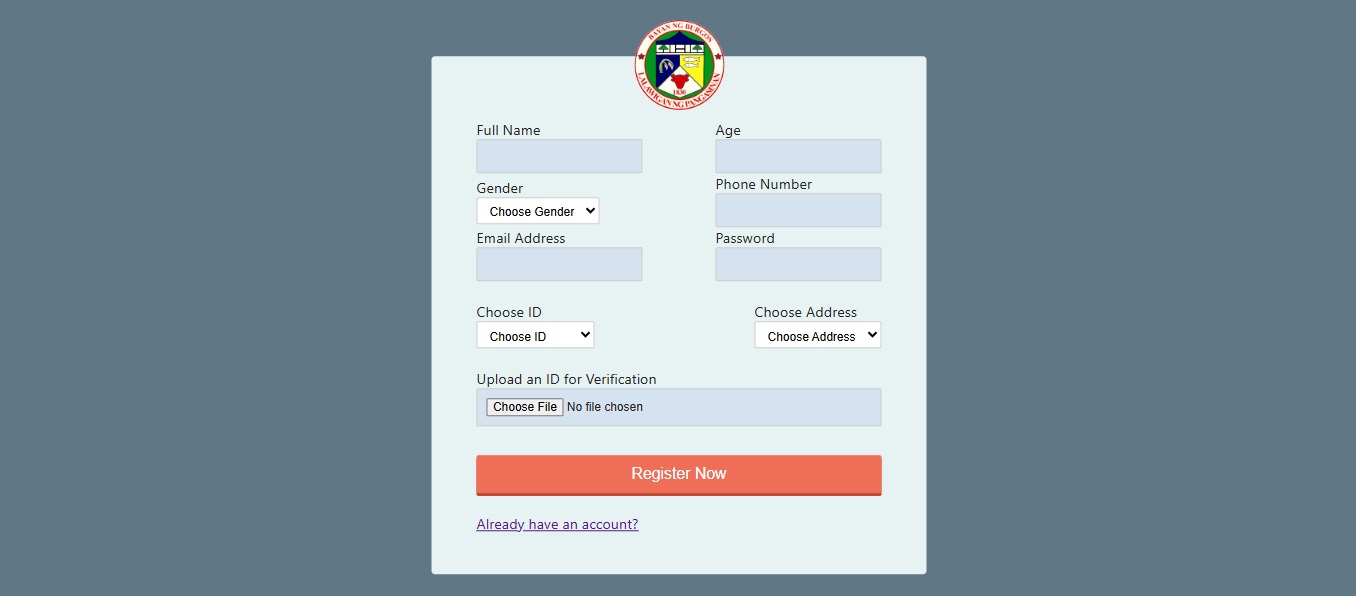 BAYAN NG BURGOS
LALAWIGAN NG PANGASINAN
1830
Full Name
Age
Gender
Phone Number
Choose Gender
Email Address
Password
Choose ID
Choose Address
Choose ID
Choose Address
Upload an ID for Verification
Choose File No file chosen
Register Now
Already have an account?